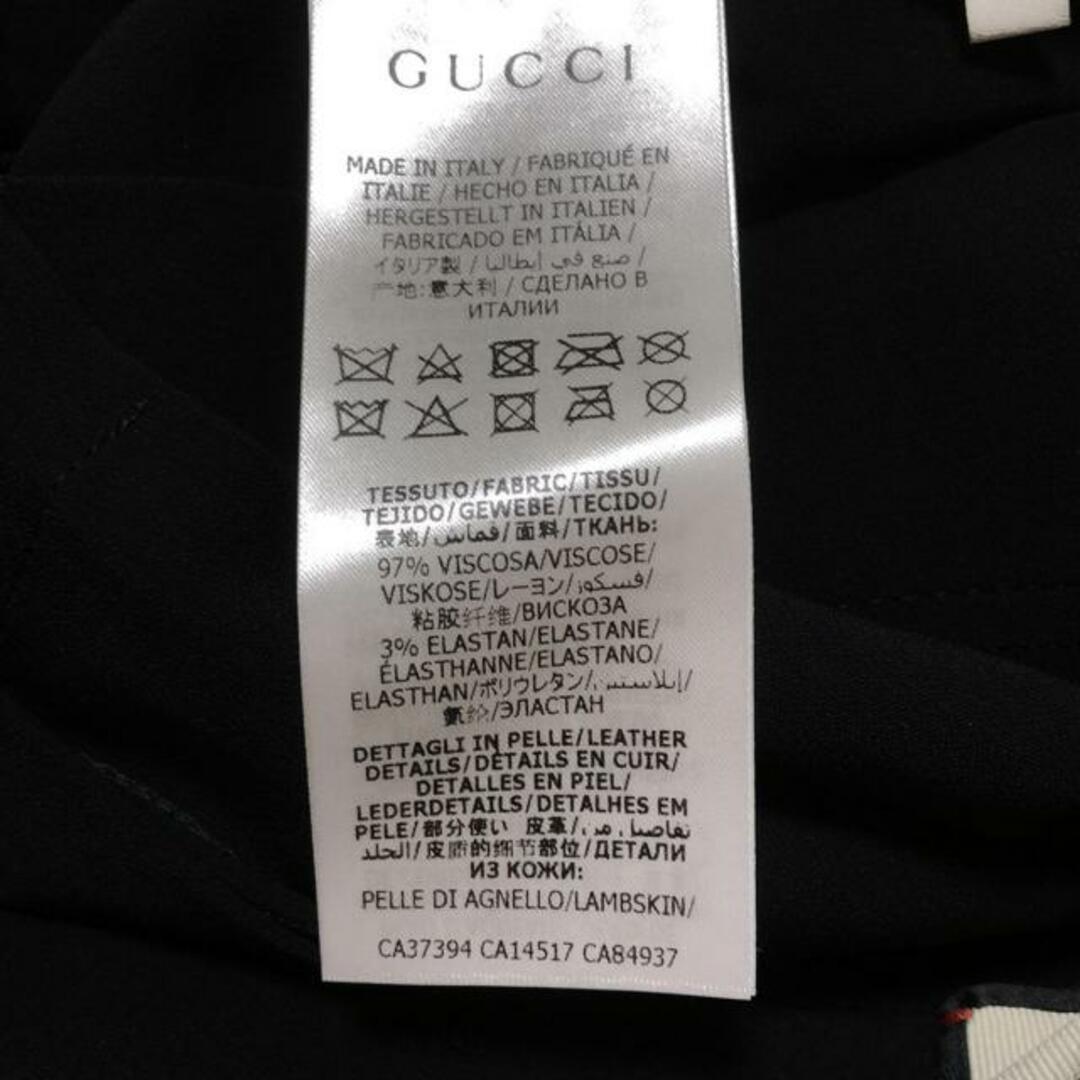 GUCCI
MADE IN ITALY / FABRIQUÉ EN
ITALIE / HECHO EN ITALIA /
HERGESTELLT IN ITALIEN /
FABRICADO EM ITÁLIA /
イタリア製 / صنع في إيطاليا /
产地:意大利 / СДЕЛАНО В
ИТАЛИИ
TESSUTO/FABRIC/TISSU/
TEJIDO/GEWEBE/TECIDO/
表地/قماش/面料/ТКАНЬ:
97% VISCOSA/VISCOSE/
VISKOSE/レーヨン/فسكوز/
粘胶纤维/ВИСКОЗА
3% ELASTAN/ELASTANE/
ÉLASTHANNE/ELASTANO/
ELASTHAN/ポリウレタン/إيلاستين/
氨纶/ЭЛАСТАН
DETTAGLI IN PELLE/LEATHER
DETAILS/DÉTAILS EN CUIR/
DETALLES EN PIEL/
LEDERDETAILS/DETALHES EM
PELE/部分使い 皮革/تفاصيل من
الجلد/皮质的细节部位/ДЕТАЛИ
ИЗ КОЖИ:
PELLE DI AGNELLO/LAMBSKIN/
CA37394 CA14517 CA84937